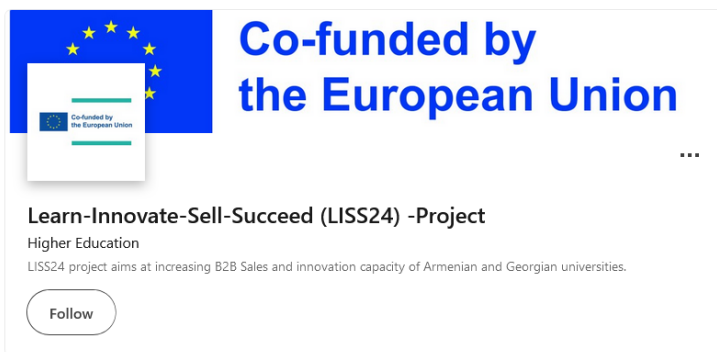 Co-funded by
the European Union
Co-funded by
the European Union
Learn-Innovate-Sell-Succeed (LISS24) -Project
Higher Education
LISS24 project aims at increasing B2B Sales and innovation capacity of Armenian and Georgian universities.
Follow